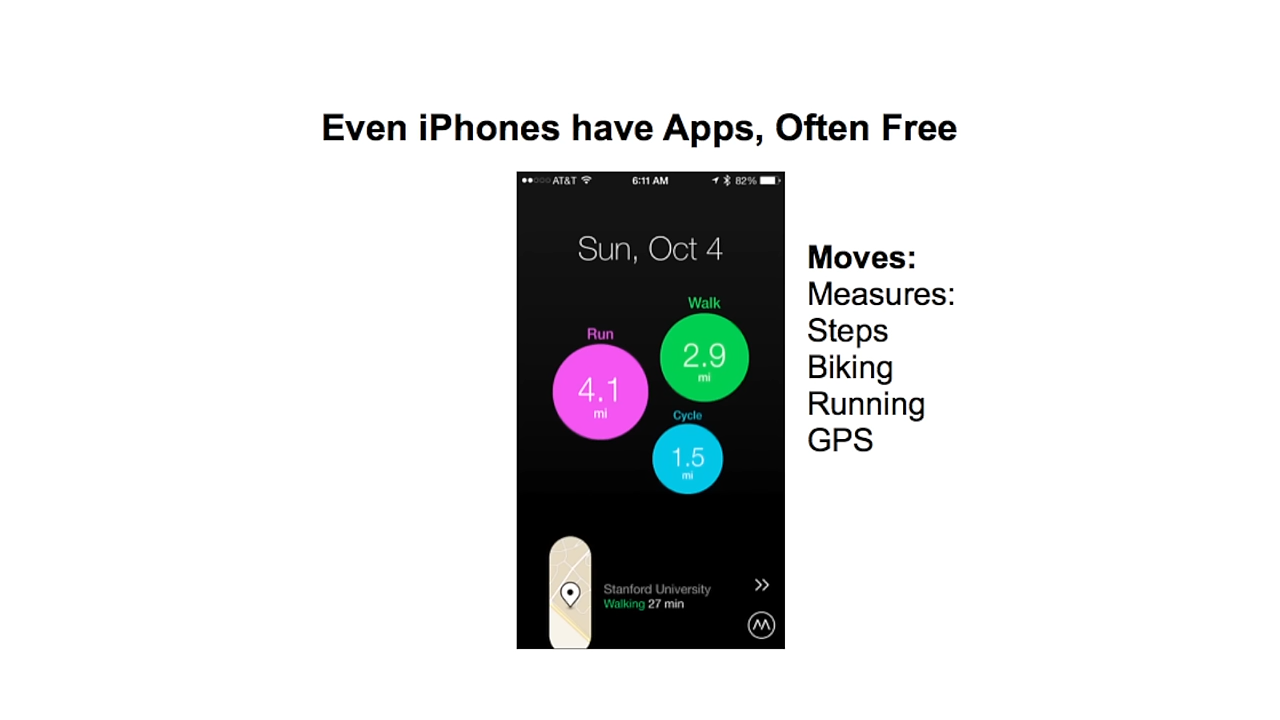 Even iPhones have Apps, Often Free
AT&T 6:11 AM 82%
Sun, Oct 4
Walk
2.9
mi
Run
4.1
mi
Cycle
1.5
mi
Stanford University
Walking 27 min
Moves:
Measures:
Steps
Biking
Running
GPS